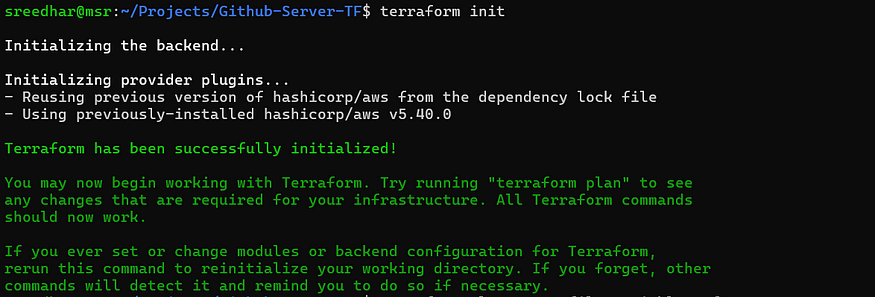 sreedhar@msr:~/Projects/Github-Server-TF$ terraform init
Initializing the backend...
Initializing provider plugins...
- Reusing previous version of hashicorp/aws from the dependency lock file
- Using previously-installed hashicorp/aws v5.40.0
Terraform has been successfully initialized!
You may now begin working with Terraform. Try running "terraform plan" to see
any changes that are required for your infrastructure. All Terraform commands
should now work.
If you ever set or change modules or backend configuration for Terraform,
rerun this command to reinitialize your working directory. If you forget, other
commands will detect it and remind you to do so if necessary.